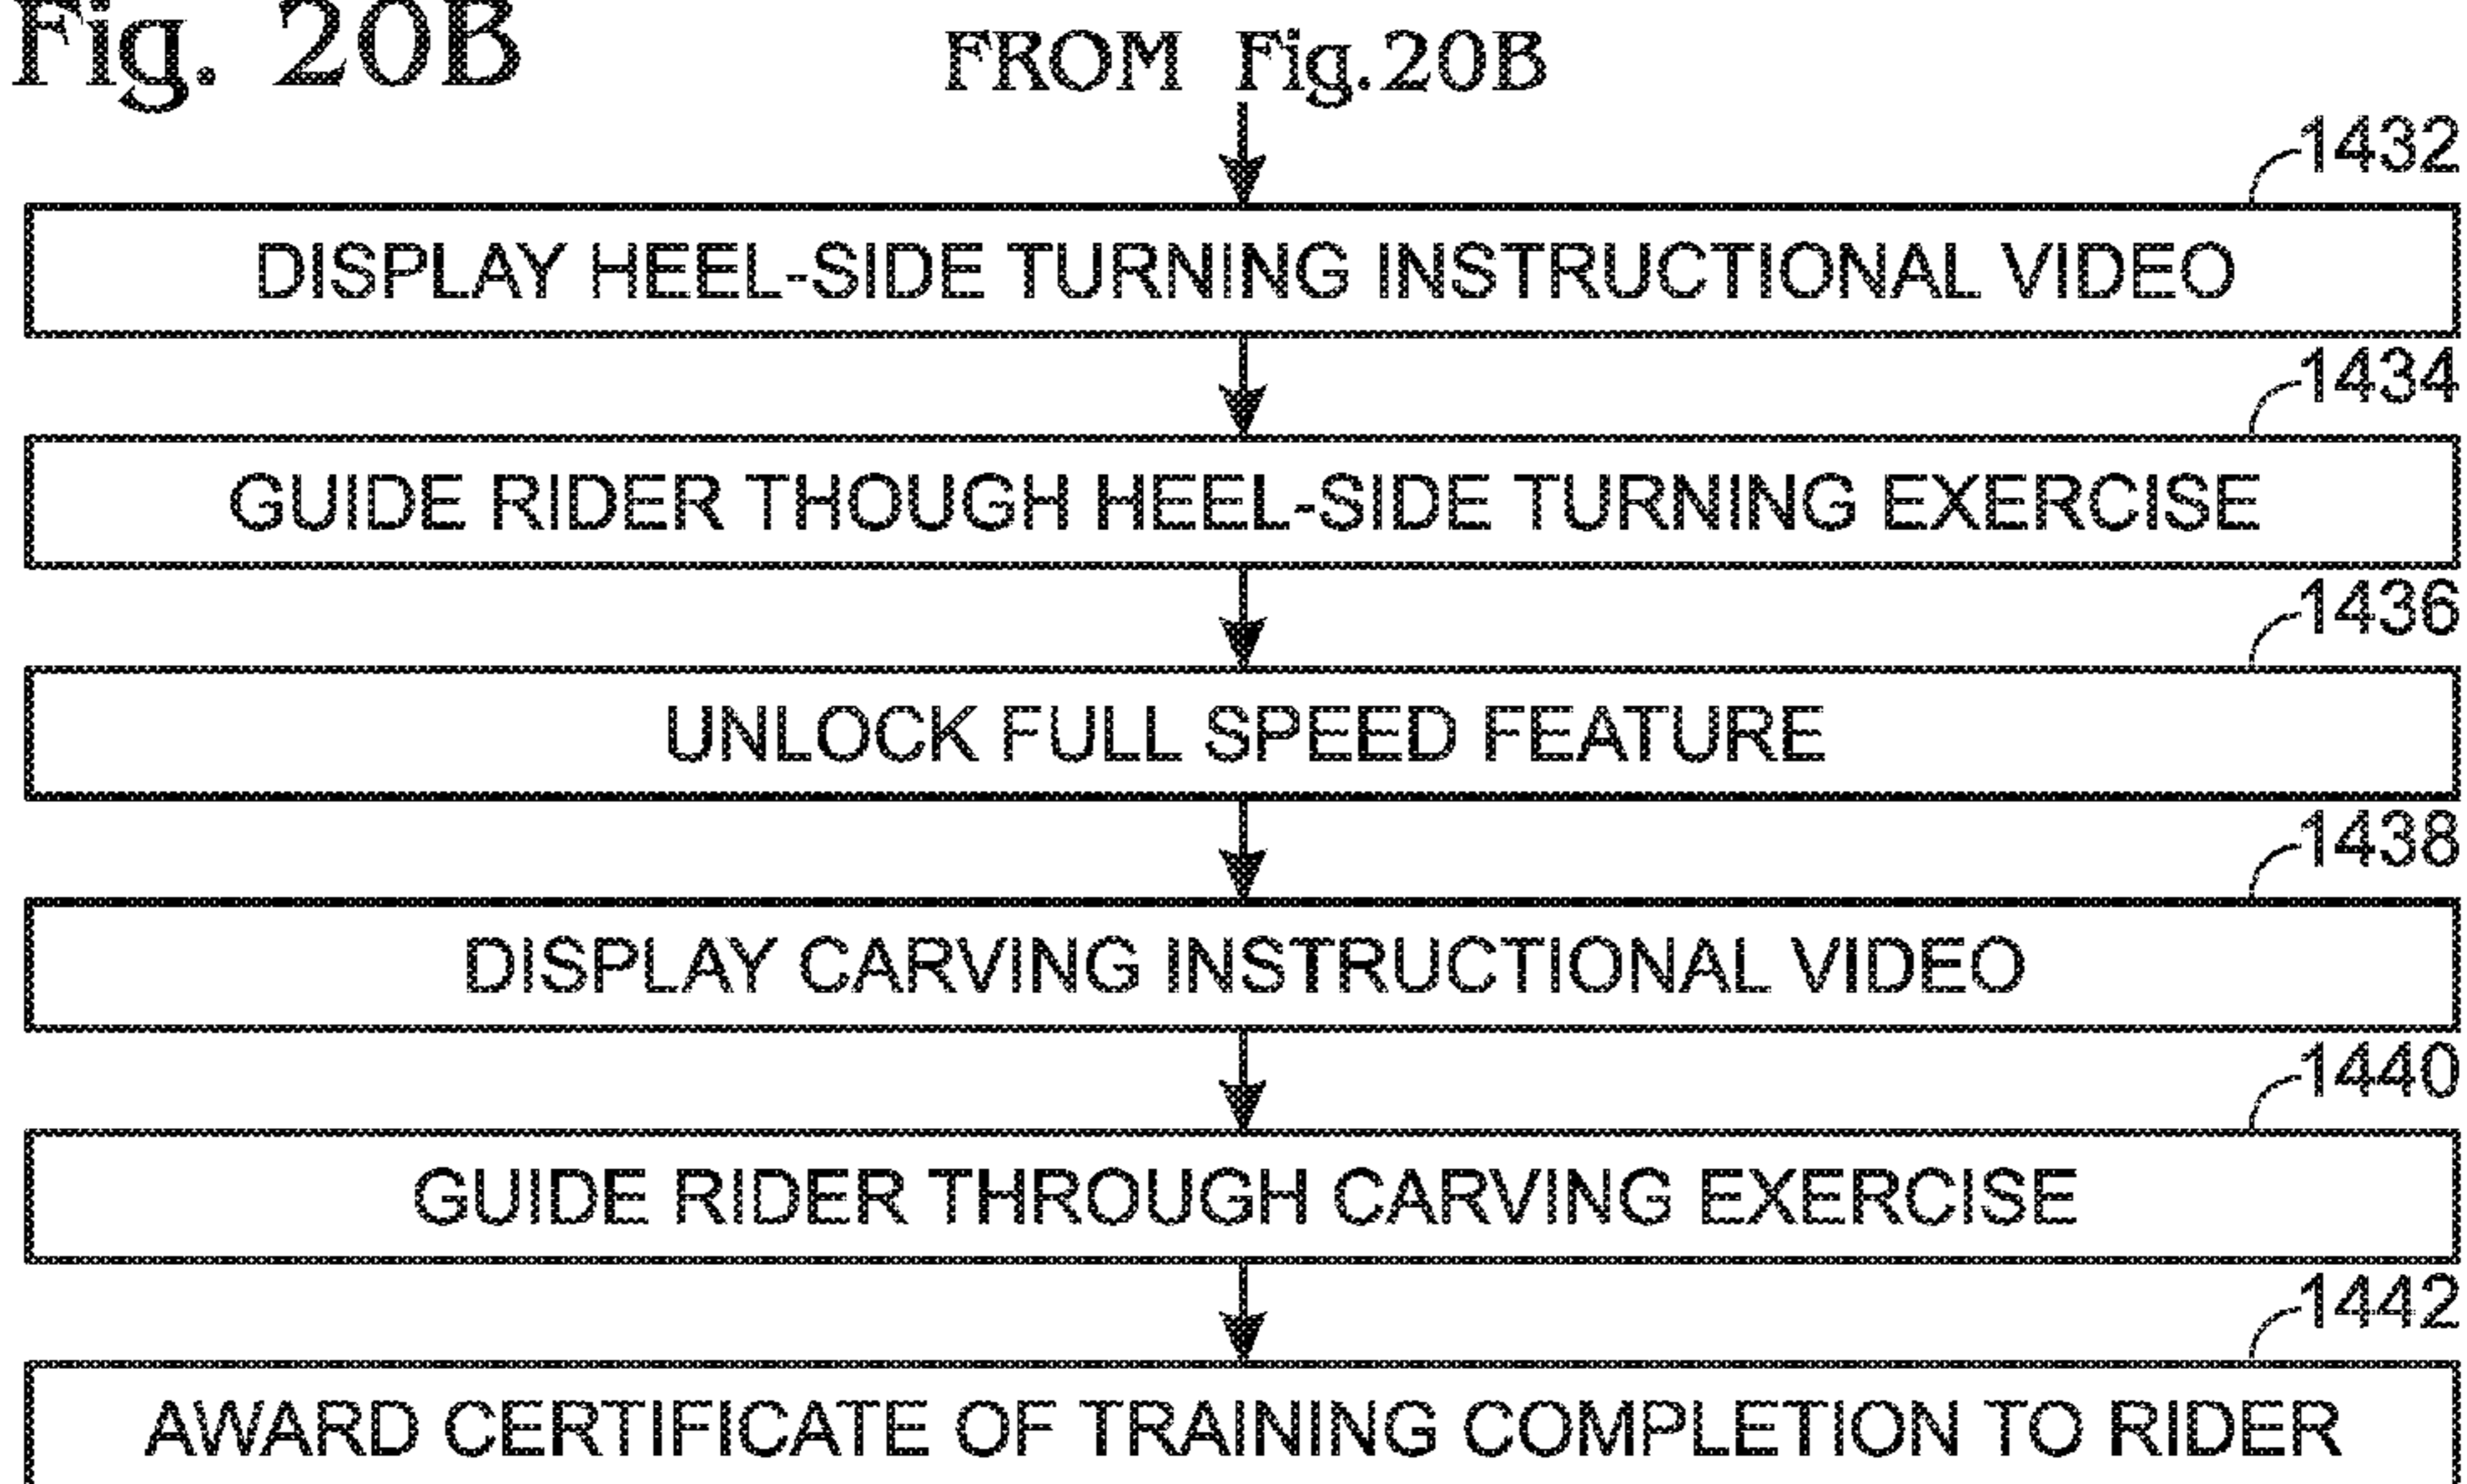 Fig. 20B
FROM Fig.20B
1432
DISPLAY HEEL-SIDE TURNING INSTRUCTIONAL VIDEO
1434
GUIDE RIDER THOUGH HEEL-SIDE TURNING EXERCISE
1436
UNLOCK FULL SPEED FEATURE
1438
DISPLAY CARVING INSTRUCTIONAL VIDEO
1440
GUIDE RIDER THROUGH CARVING EXERCISE
1442
AWARD CERTIFICATE OF TRAINING COMPLETION TO RIDER